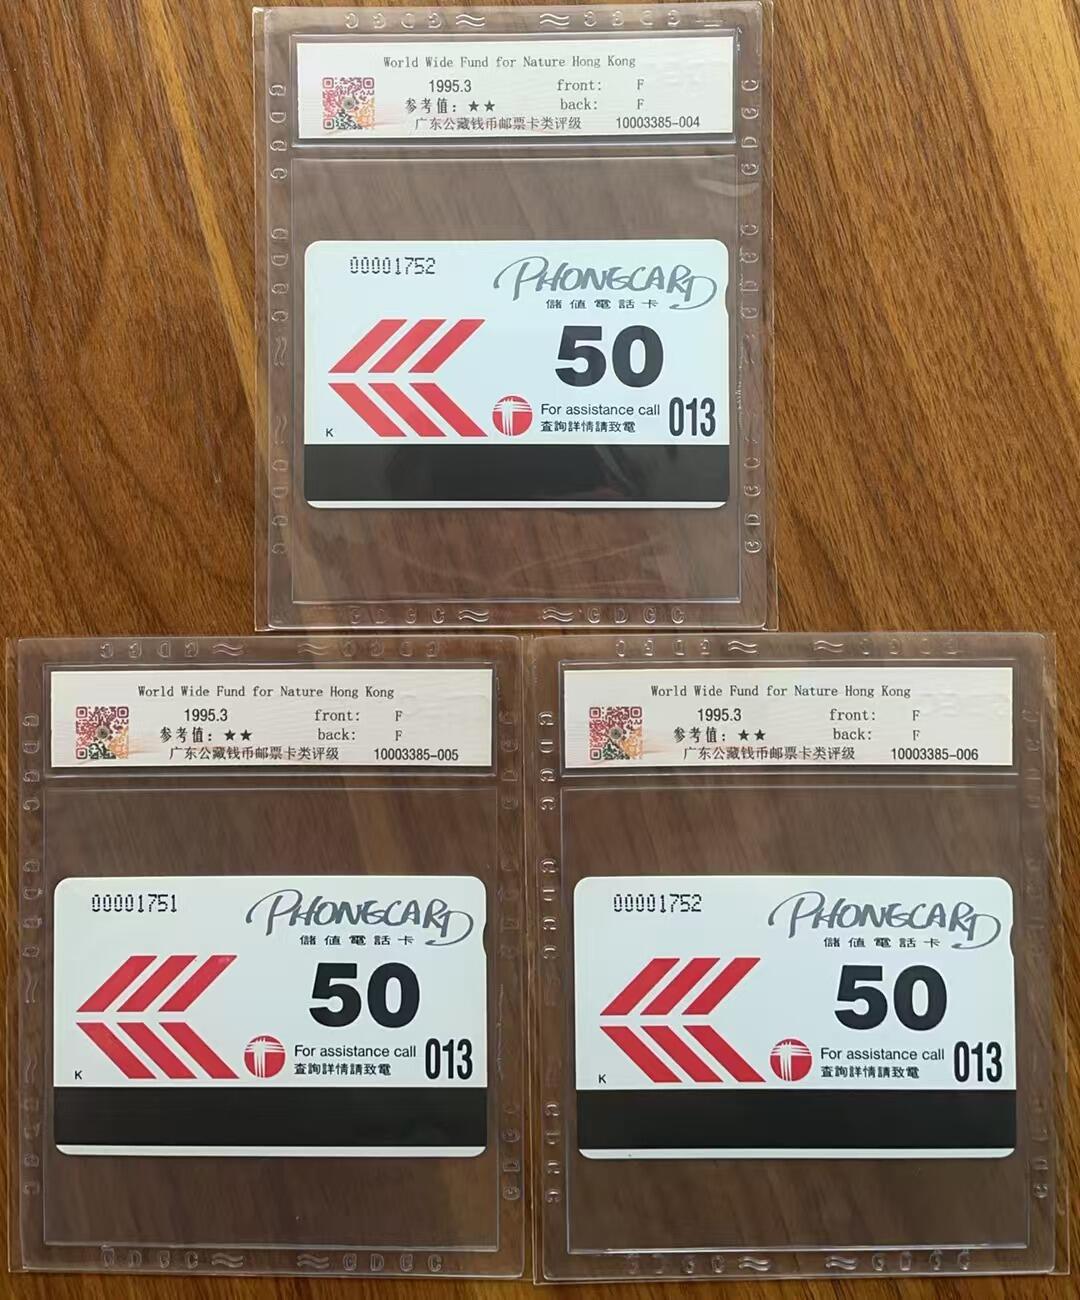 World Wide Fund for Nature Hong Kong
1995.3 front: F
参考值：★★ back: F
广东公藏钱币邮票卡类评级 10003385-004
00001752
PHONECARD
儲值電話卡
50
For assistance call 013
查詢詳情請致電
K
GDGC
World Wide Fund for Nature Hong Kong
1995.3 front: F
参考值：★★ back: F
广东公藏钱币邮票卡类评级 10003385-005
00001751
PHONECARD
儲值電話卡
50
For assistance call 013
查詢詳情請致電
K
GDGC
World Wide Fund for Nature Hong Kong
1995.3 front: F
参考值：★★ back: F
广东公藏钱币邮票卡类评级 10003385-006
00001752
PHONECARD
儲值電話卡
50
For assistance call 013
查詢詳情請致電
K
GDGC